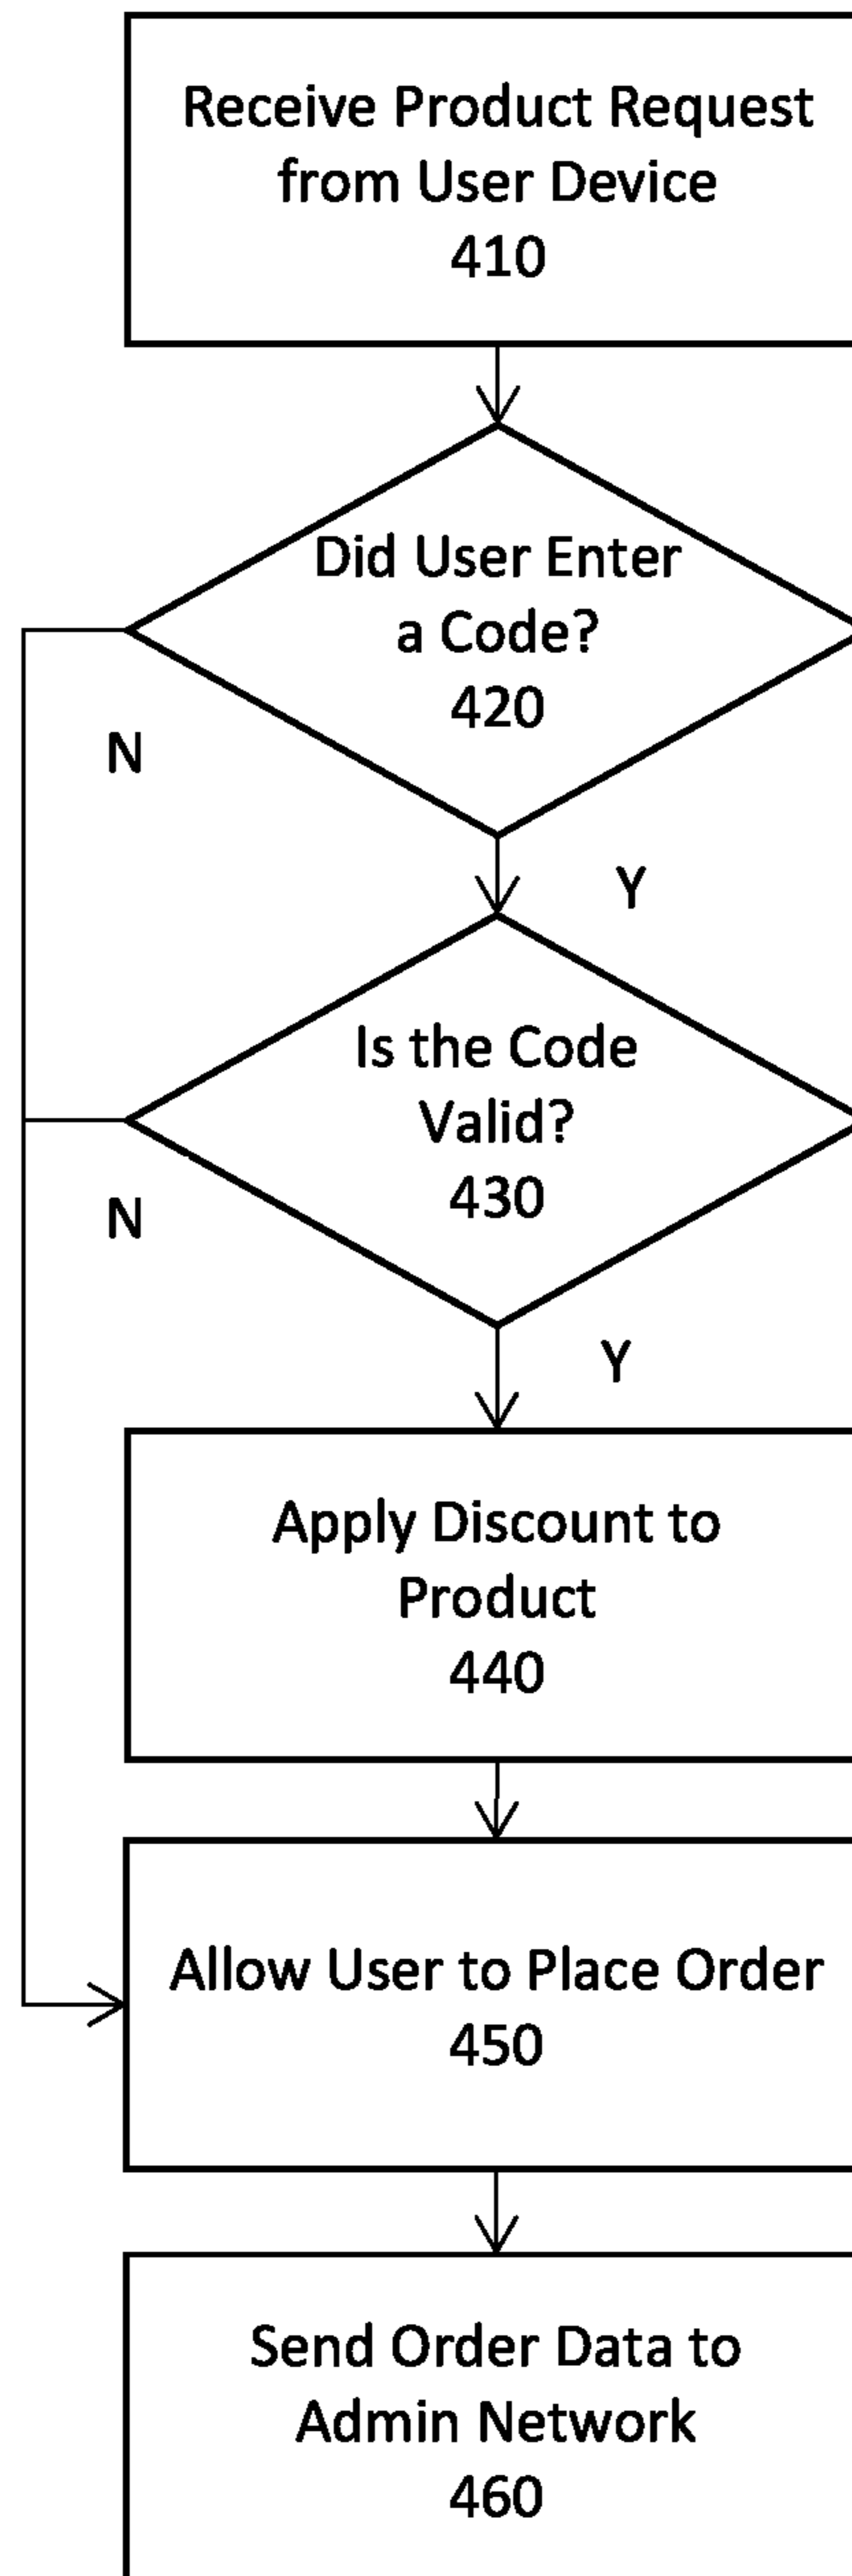 Receive Product Request
from User Device
410
Did User Enter
a Code?
420
N
Y
Is the Code
Valid?
430
N
Y
Apply Discount to
Product
440
Allow User to Place Order
450
Send Order Data to
Admin Network
460